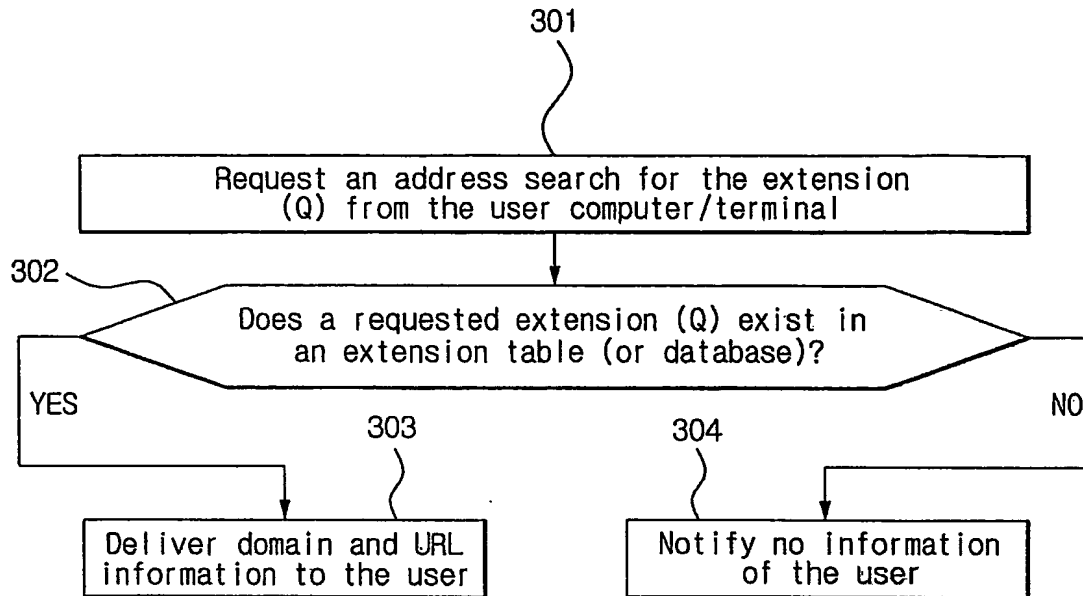 301
Request an address search for the extension
(Q) from the user computer/terminal
302
Does a requested extension (Q) exist in
an extension table (or database)?
YES
NO
303
304
Deliver domain and URL
information to the user
Notify no information
of the user